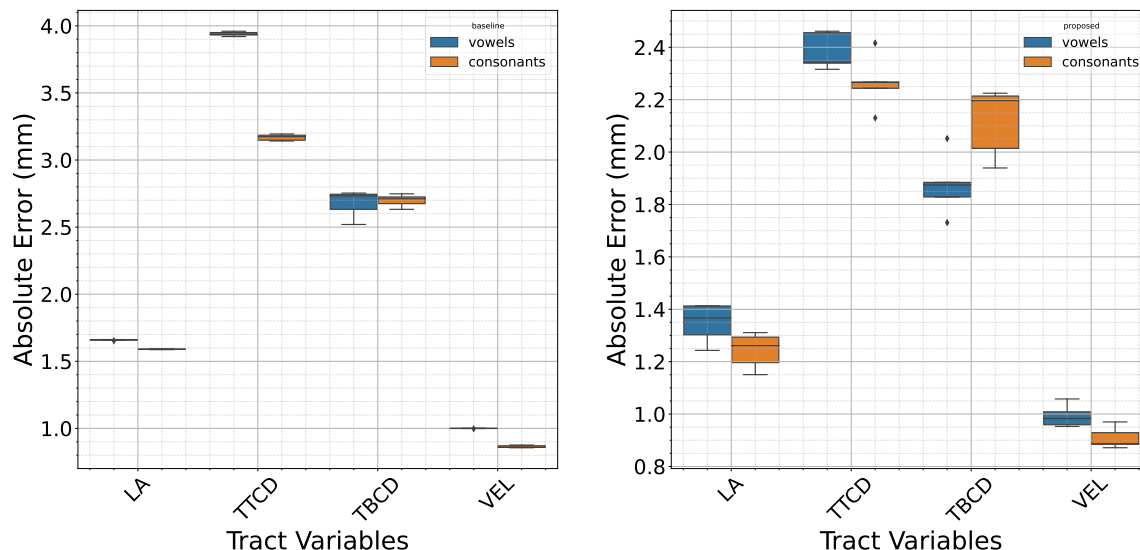 baseline
vowels
consonants
4.0
3.5
3.0
2.5
2.0
1.5
1.0
Absolute Error (mm)
LA
TTCD
TBCD
VEL
Tract Variables
proposed
vowels
consonants
2.4
2.2
2.0
1.8
1.6
1.4
1.2
1.0
0.8
Absolute Error (mm)
LA
TTCD
TBCD
VEL
Tract Variables